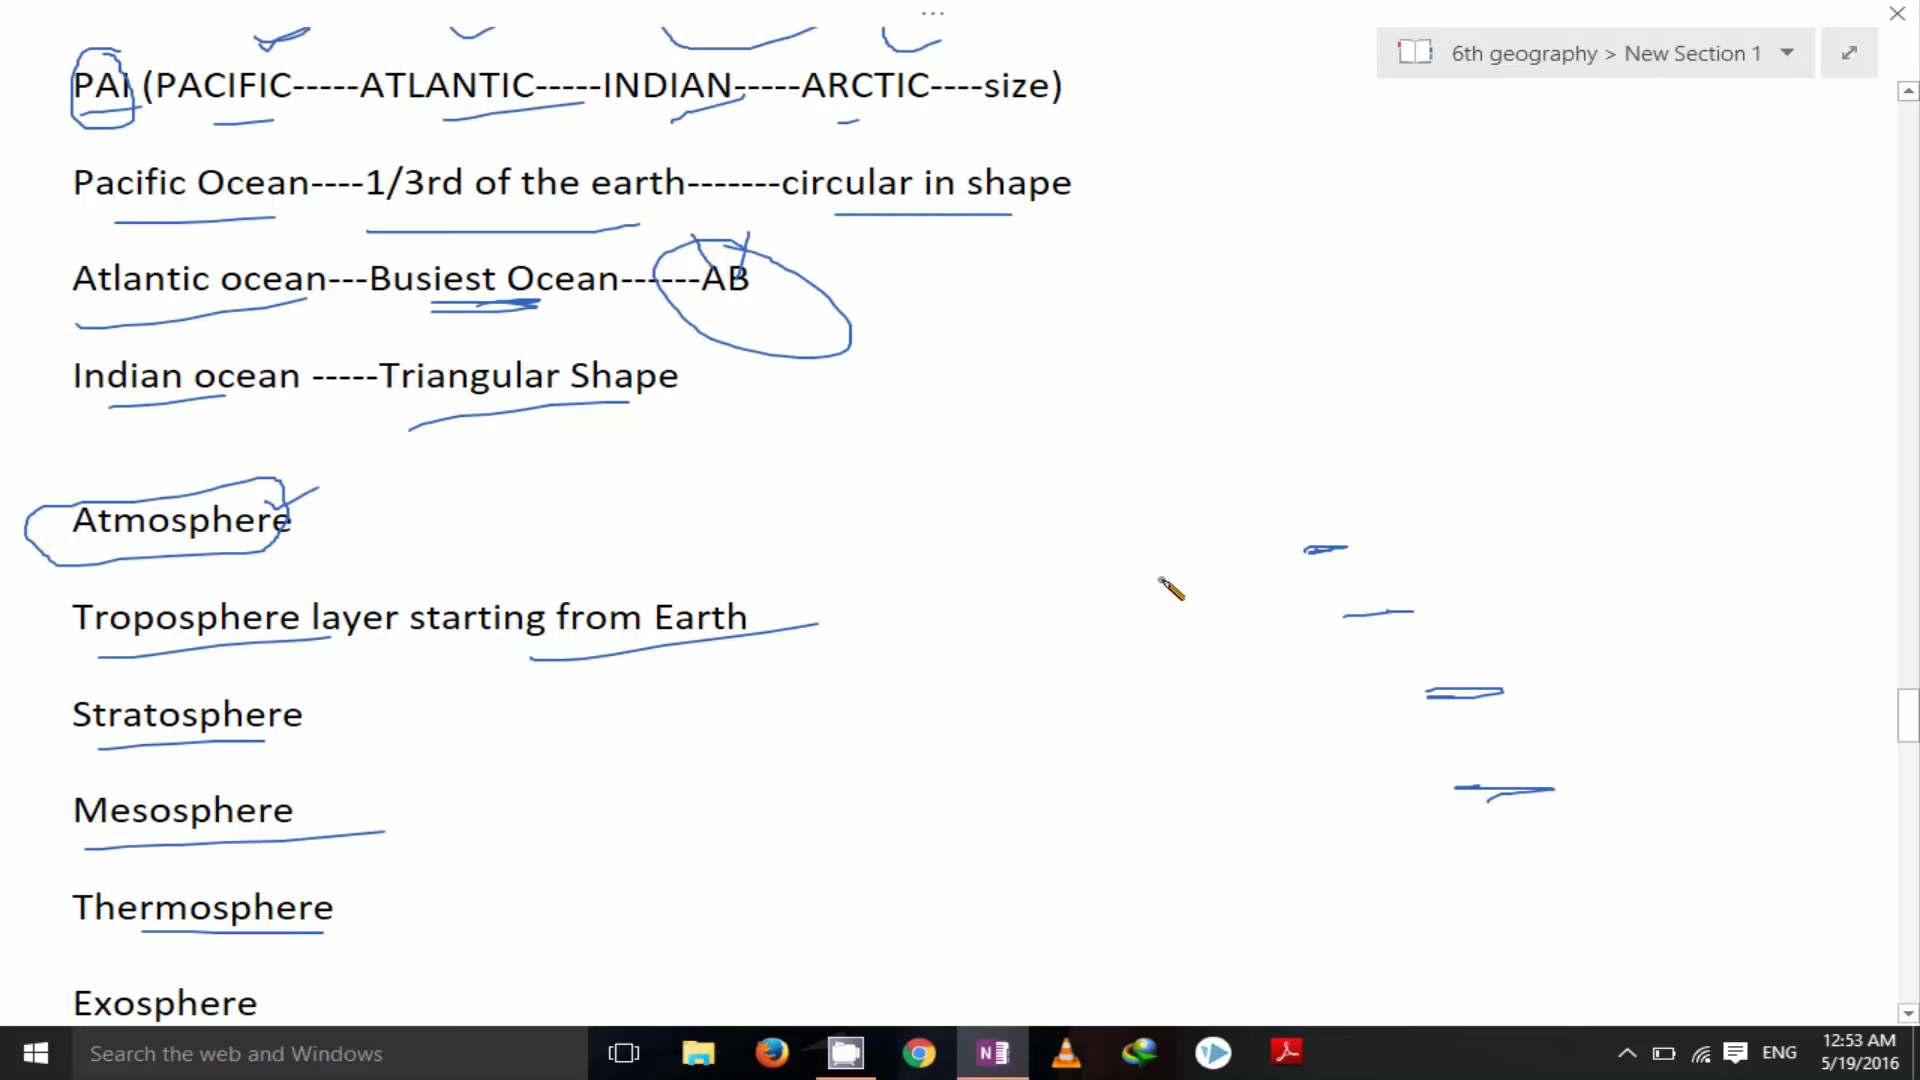 6th geography > New Section 1
PAI (PACIFIC-----ATLANTIC-----INDIAN-----ARCTIC----size)
Pacific Ocean----1/3rd of the earth-------circular in shape
Atlantic ocean---Busiest Ocean------AB
Indian ocean -----Triangular Shape
Atmosphere
Troposphere layer starting from Earth
Stratosphere
Mesosphere
Thermosphere
Exosphere
Search the web and Windows
ENG
12:53 AM
5/19/2016